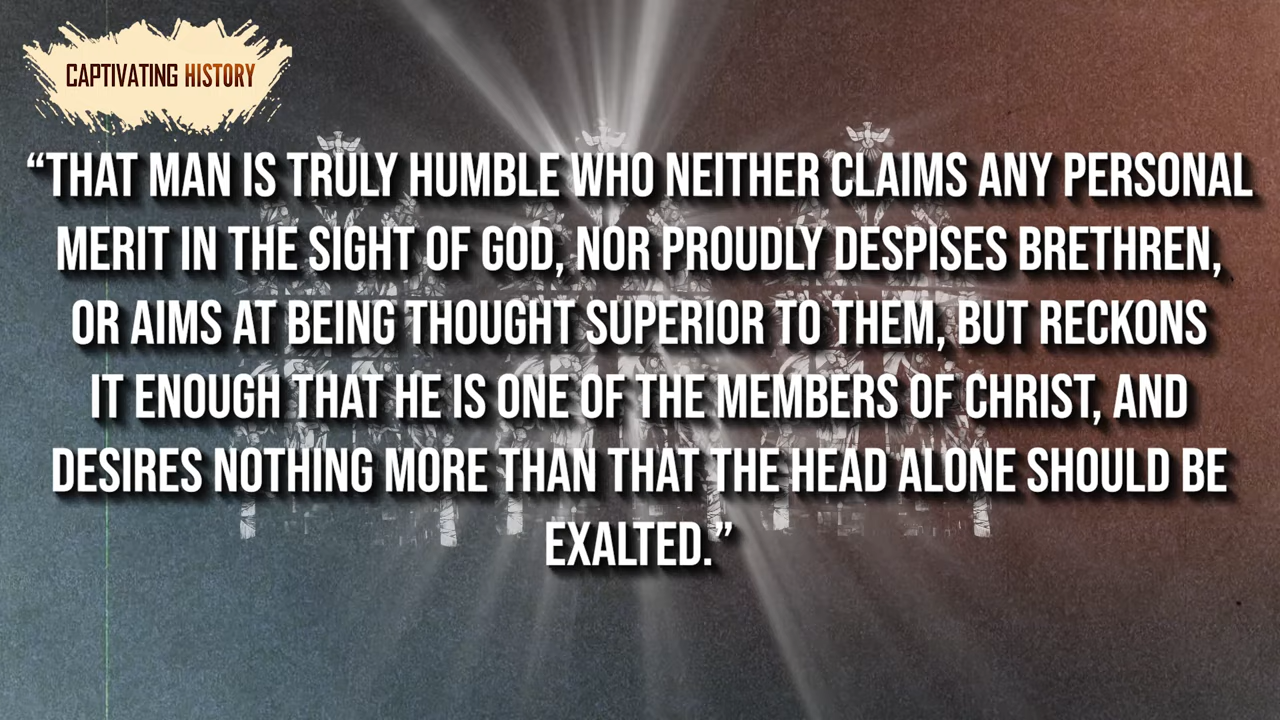 CAPTIVATING HISTORY
“THAT MAN IS TRULY HUMBLE WHO NEITHER CLAIMS ANY PERSONAL
MERIT IN THE SIGHT OF GOD, NOR PROUDLY DESPISES BRETHREN,
OR AIMS AT BEING THOUGHT SUPERIOR TO THEM, BUT RECKONS
IT ENOUGH THAT HE IS ONE OF THE MEMBERS OF CHRIST, AND
DESIRES NOTHING MORE THAN THAT THE HEAD ALONE SHOULD BE
EXALTED.”